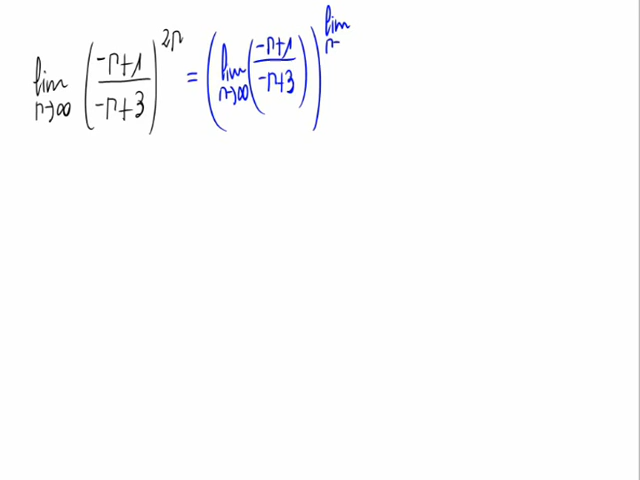 lim n→∞ (-n+1 / -n+3)^2n = (lim n→∞ (-n+1 / -n+3))^lim n